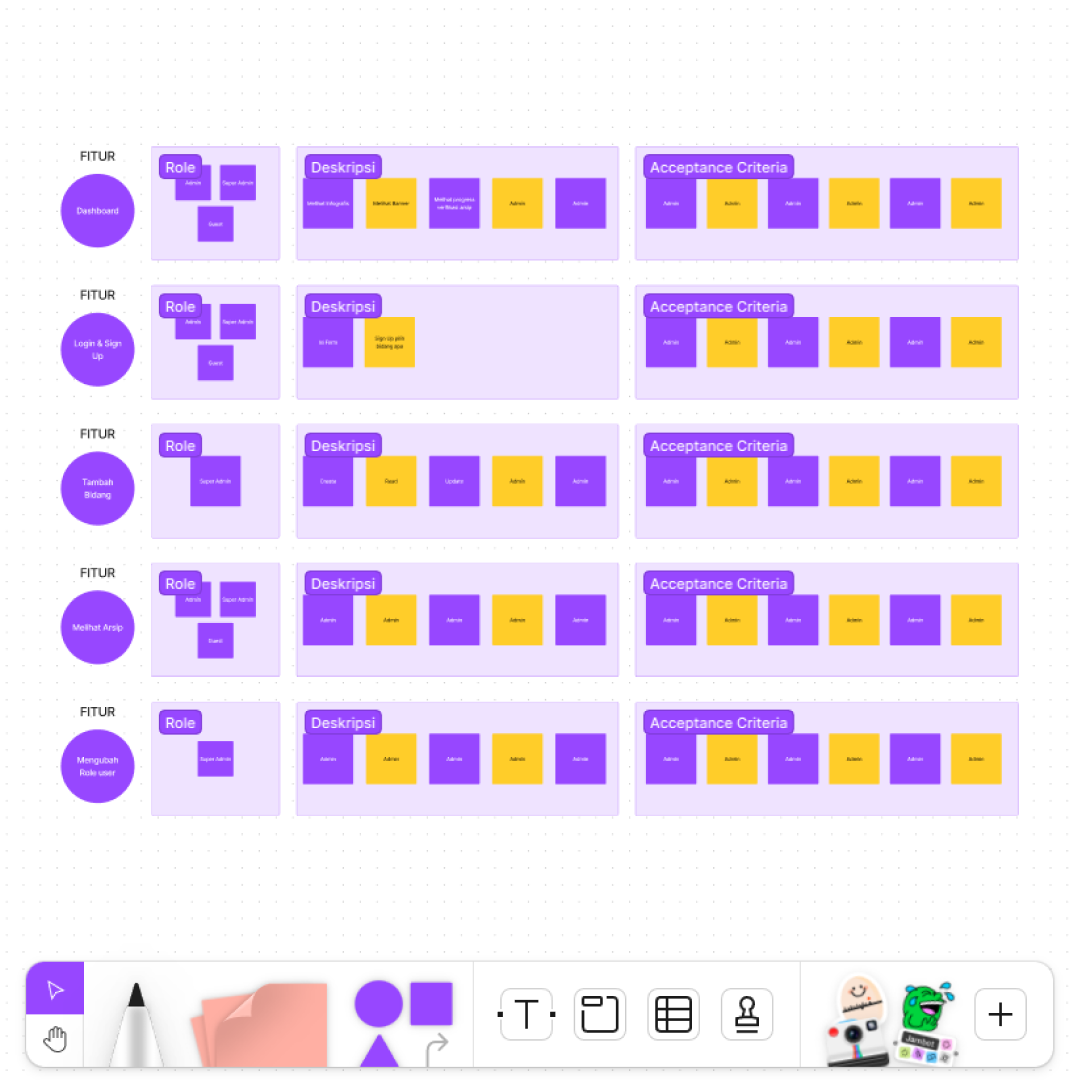 FITUR
Dashboard
Role
Admin
Super Admin
Guest
Deskripsi
Melihat Infografis
Melihat Banner
Melihat progress
verifikasi arsip
Admin
Admin
Acceptance Criteria
Admin
Admin
Admin
Admin
Admin
Admin
FITUR
Login & Sign
Up
Role
Admin
Super Admin
Guest
Deskripsi
Isi Form
Sign Up pilih
bidang apa
Acceptance Criteria
Admin
Admin
Admin
Admin
Admin
Admin
FITUR
Tambah
Bidang
Role
Super Admin
Deskripsi
Create
Read
Update
Admin
Admin
Acceptance Criteria
Admin
Admin
Admin
Admin
Admin
Admin
FITUR
Melihat Arsip
Role
Admin
Super Admin
Guest
Deskripsi
Admin
Admin
Admin
Admin
Admin
Acceptance Criteria
Admin
Admin
Admin
Admin
Admin
Admin
FITUR
Mengubah
Role user
Role
Super Admin
Deskripsi
Admin
Admin
Admin
Admin
Admin
Acceptance Criteria
Admin
Admin
Admin
Admin
Admin
Admin
T
Jambot